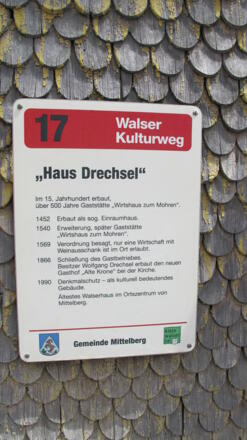 17
Walser
Kulturweg
„Haus Drechsel“
Im 15. Jahrhundert erbaut,
über 500 Jahre Gaststätte „Wirtshaus zum Mohren“.
1452 Erbaut als sog. Einraumhaus.
1540 Erweiterung, später Gaststätte
„Wirtshaus zum Mohren“.
1569 Verordnung besagt, nur eine Wirtschaft mit
Weinausschank ist im Ort erlaubt.
1866 Schließung des Gastbetriebes.
Besitzer Wolfgang Drechsel erbaut den neuen
Gasthof „Alte Krone“ bei der Kirche.
1990 Denkmalschutz – als kulturell bedeutendes
Gebäude.
Ältestes Walserhaus im Ortszentrum von
Mittelberg.
Gemeinde Mittelberg